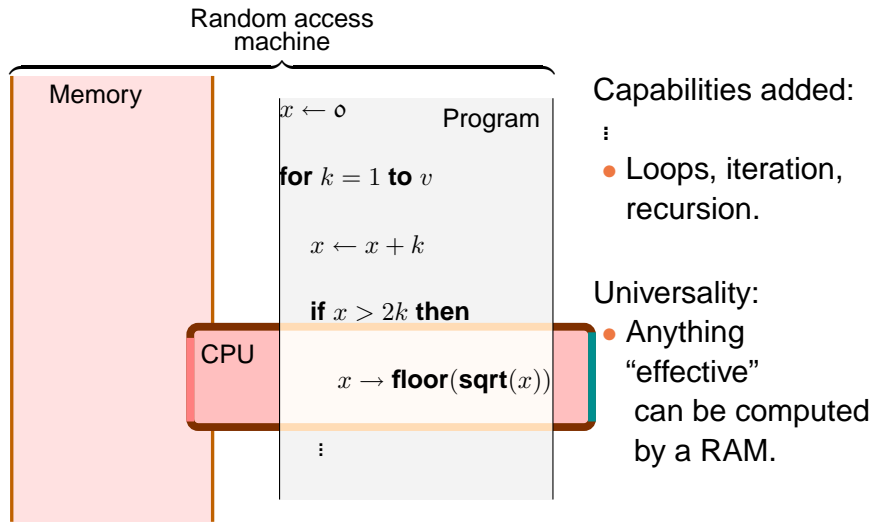 Random access
machine
Memory
x ← o
Program
for k = 1 to v
x ← x + k
if x > 2k then
CPU
x → floor(sqrt(x))
⋮
Capabilities added:
⋮
• Loops, iteration,
recursion.
Universality:
• Anything
“effective”
can be computed
by a RAM.